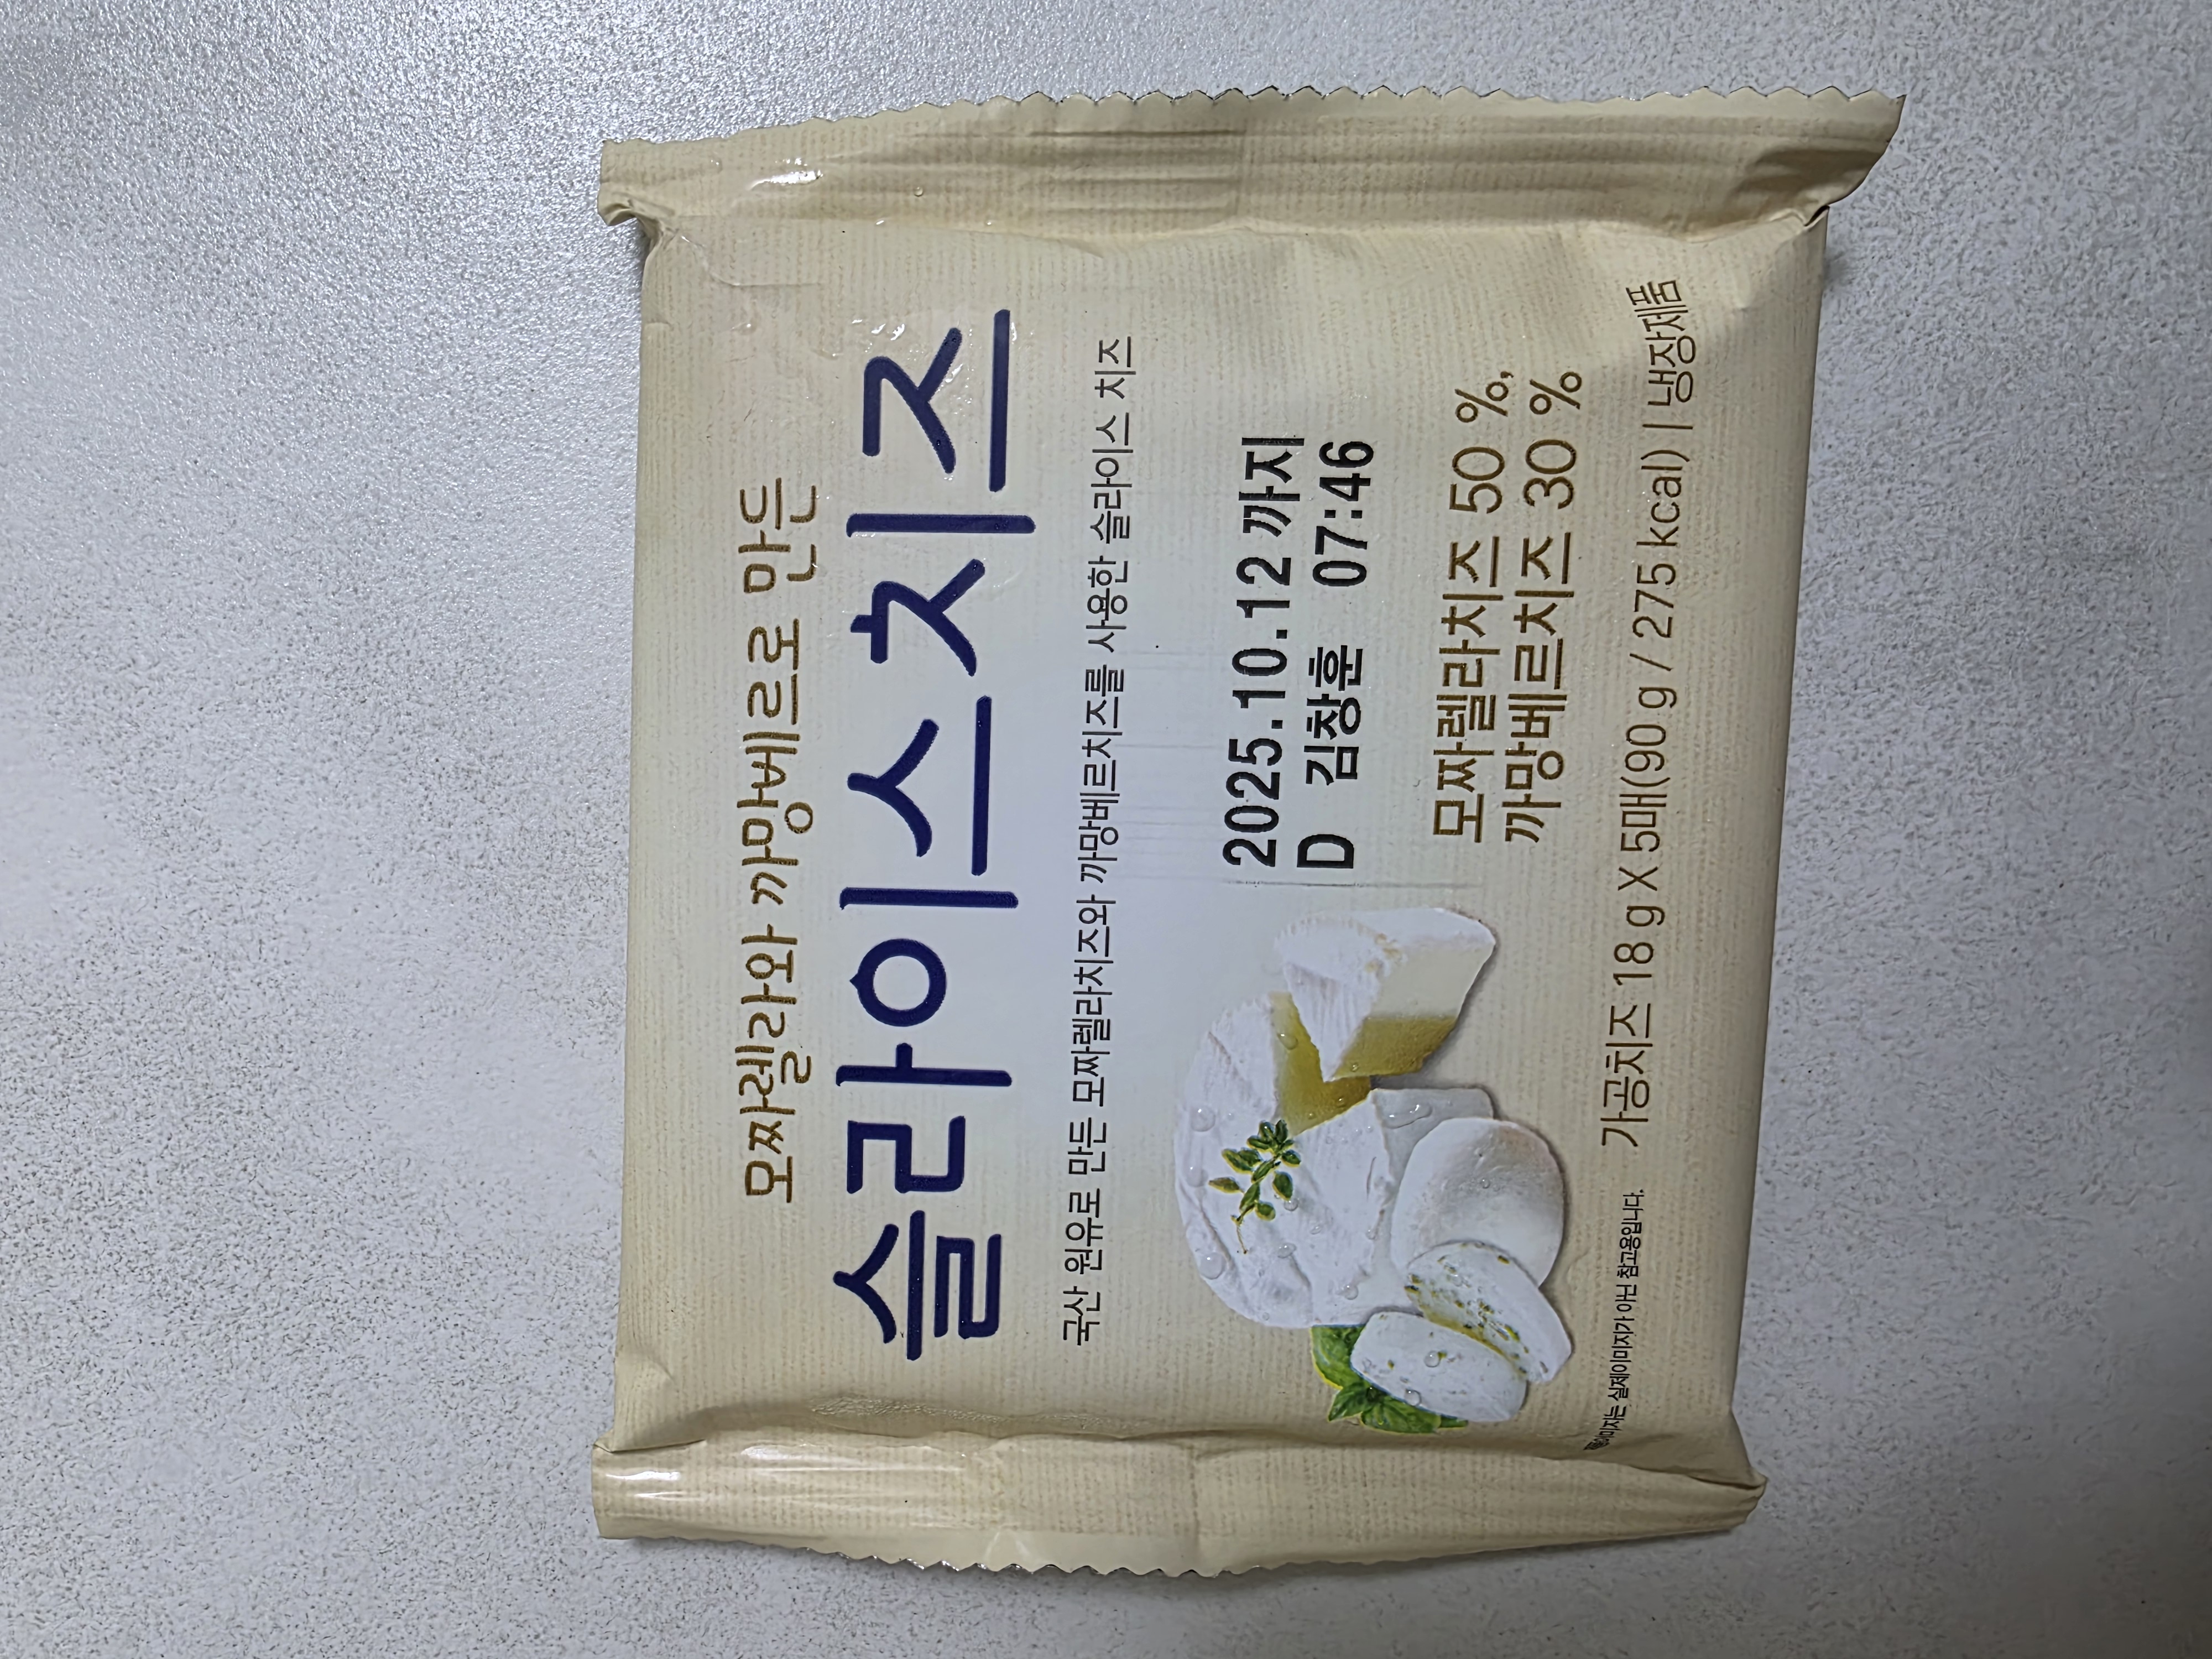 모짜렐라와 까망베르로 만든
슬라이스치즈
국산 원유로 만든 모짜렐라치즈와 까망베르치즈를 사용한 슬라이스 치즈
2025.10.12 까지
D 김창훈 07:46
모짜렐라치즈 50 %,
까망베르치즈 30 %
가공치즈 18 g X 5매(90 g / 275 kcal) | 냉장제품
이미지는 실제이미지가 아닌 참고용입니다.